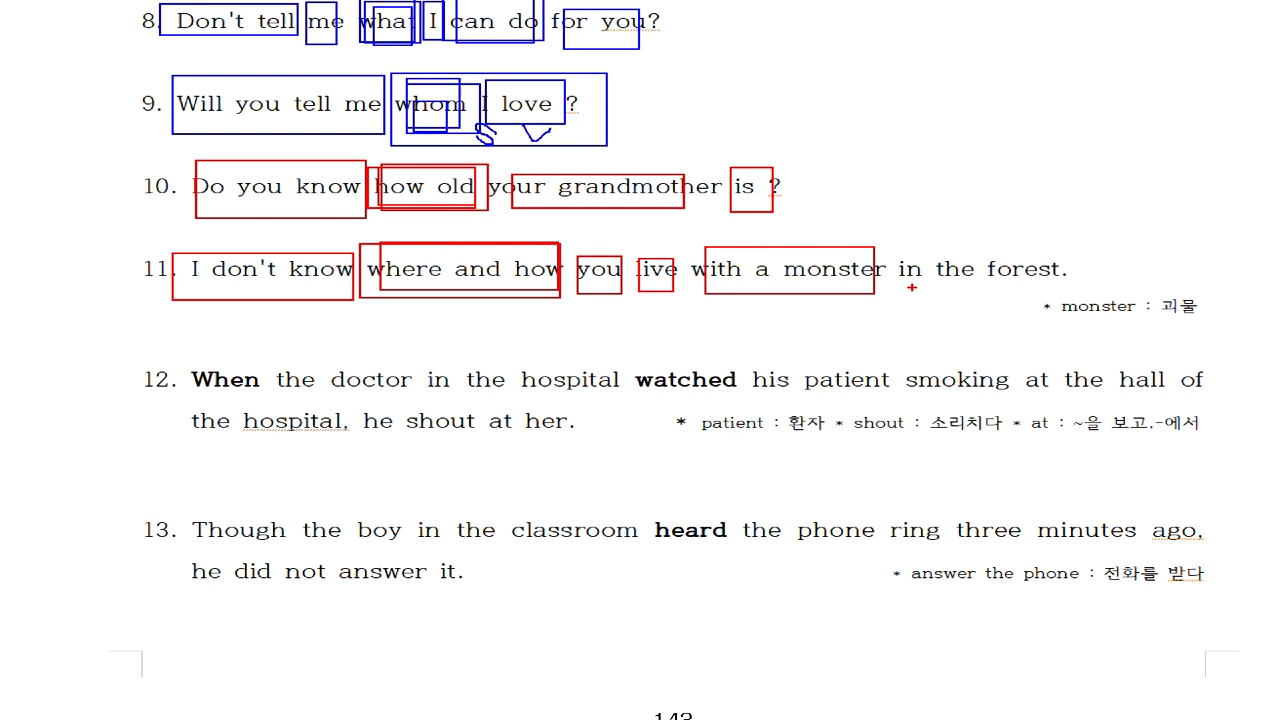 8. Don't tell me what I can do for you?
9. Will you tell me whom I love ?
S V
10. Do you know how old your grandmother is ?
11. I don't know where and how you live with a monster in the forest.
* monster : 괴물
12. When the doctor in the hospital watched his patient smoking at the hall of
the hospital, he shout at her. * patient : 환자 * shout : 소리치다 * at : ~을 보고,-에서
13. Though the boy in the classroom heard the phone ring three minutes ago,
he did not answer it. * answer the phone : 전화를 받다